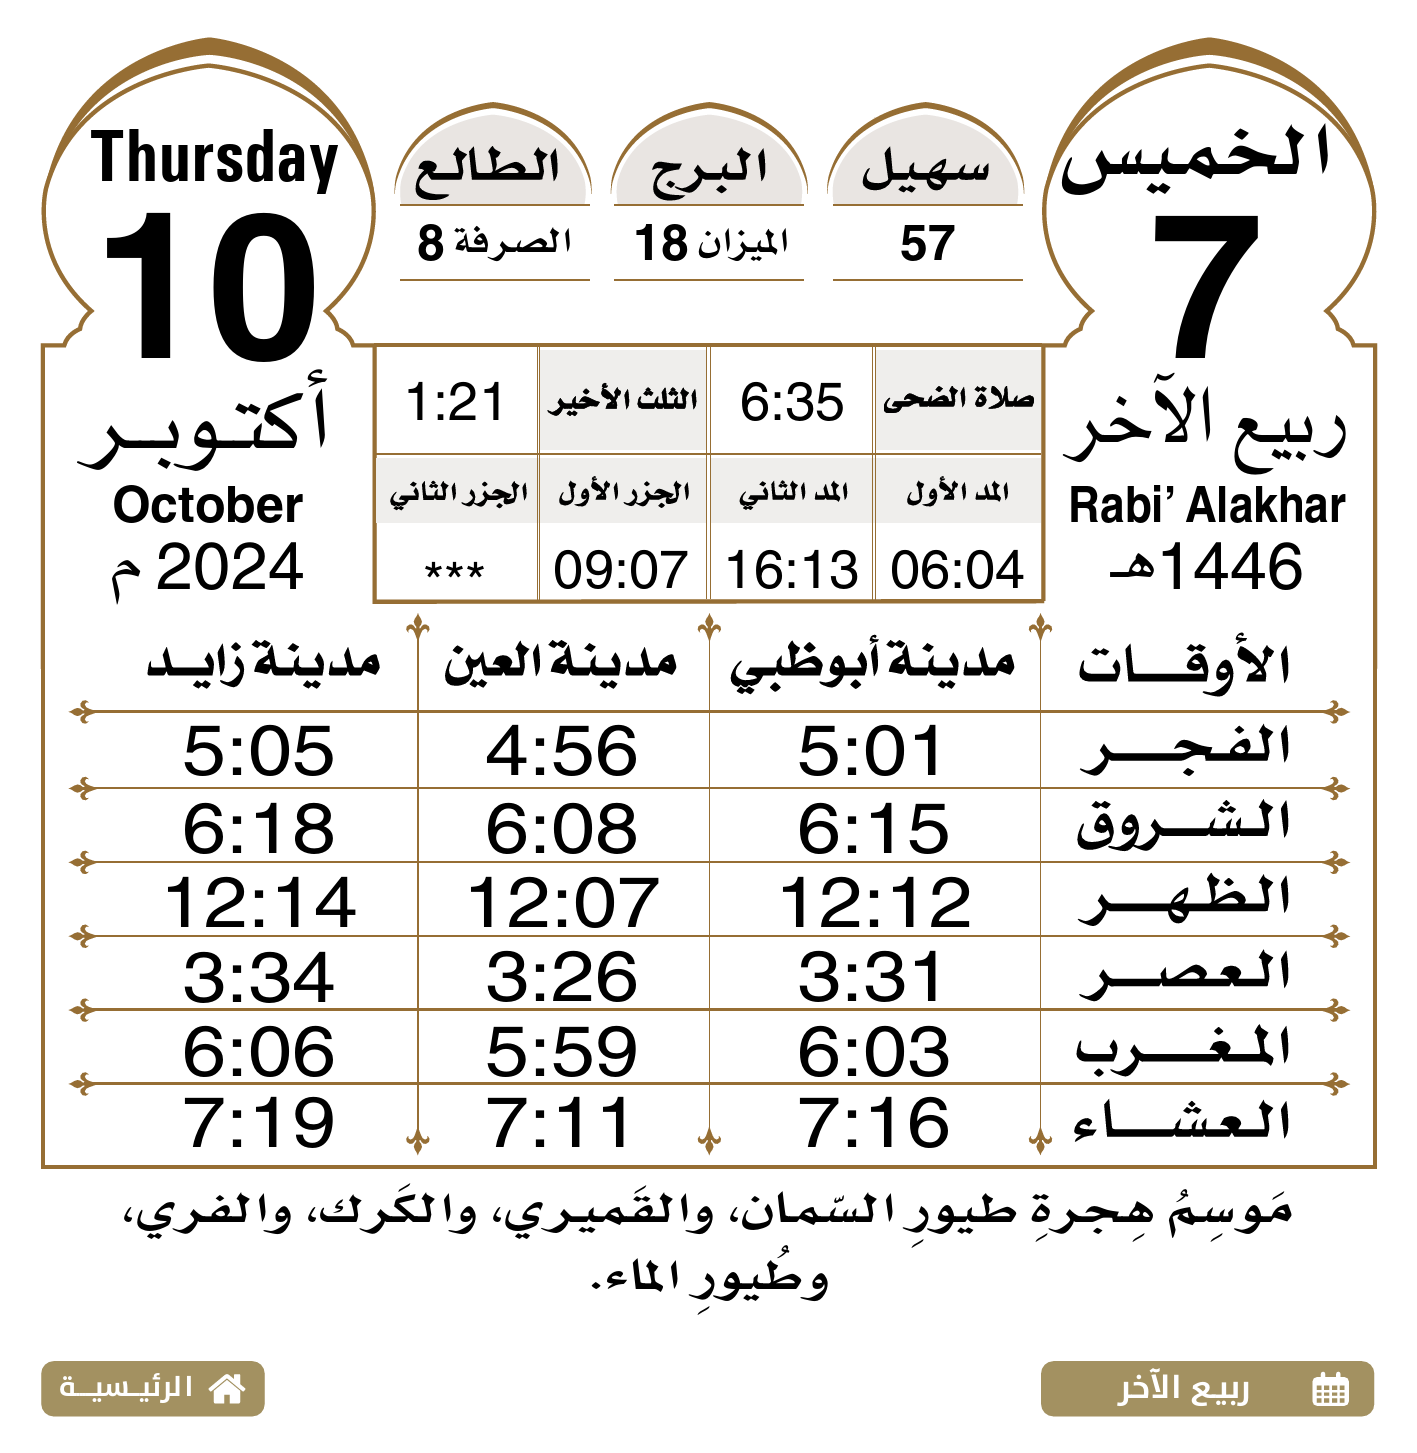 الخميس
7
ربيع الآخر
Rabi’ Alakhar
1446هـ
سهيل
57
البرج
الميزان 18
الطالع
الصرفة 8
Thursday
10
أكتوبر
October
2024 م
صلاة الضحى 6:35 الثلث الأخير 1:21
المد الأول المد الثاني الجزر الأول الجزر الثاني
06:04 16:13 09:07 ***
الأوقات مدينة أبوظبي مدينة العين مدينة زايد
الفجر 5:01 4:56 5:05
الشروق 6:15 6:08 6:18
الظهر 12:12 12:07 12:14
العصر 3:31 3:26 3:34
المغرب 6:03 5:59 6:06
العشاء 7:16 7:11 7:19
مَوسِمُ هِجرةِ طيورِ السّمان، والقَميري، والكَرك، والفري،
وطُيورِ الماء.
ربيع الآخر
الرئيسية